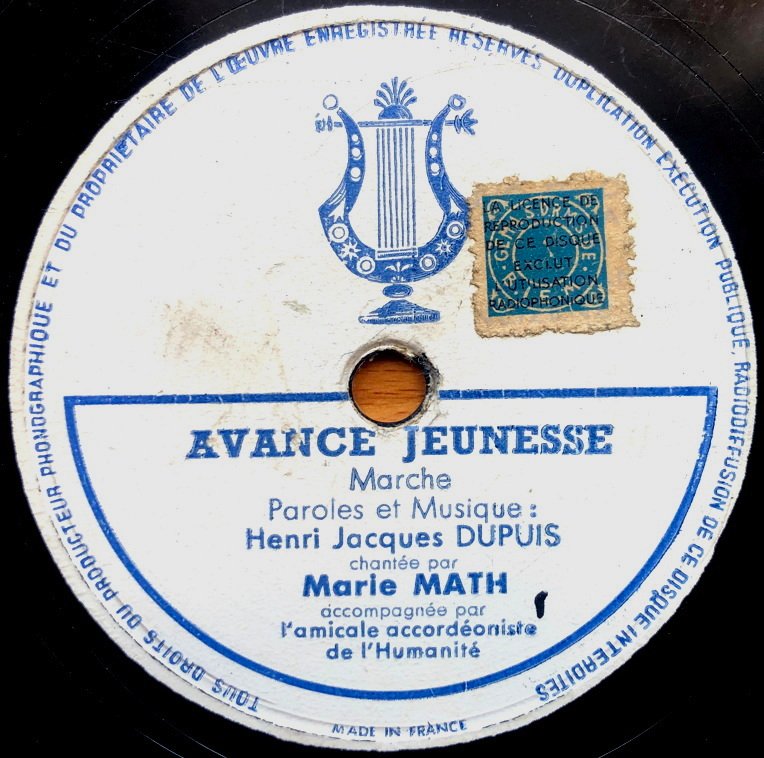 TOUS DROITS DU PRODUCTEUR PHONOGRAPHIQUE ET DU PROPRIÉTAIRE DE L'ŒUVRE ENREGISTRÉE RÉSERVÉS DUPLICATION EXÉCUTION PUBLIQUE, RADIODIFFUSION DE CE DISQUE INTERDITES
LA LICENCE DE
REPRODUCTION
DE CE DISQUE
EXCLUT
L'UTILISATION
RADIOPHONIQUE
AVANCE JEUNESSE
Marche
Paroles et Musique :
Henri Jacques DUPUIS
chantée par
Marie MATH
accompagnée par
l'amicale accordéoniste
de l'Humanité
MADE IN FRANCE